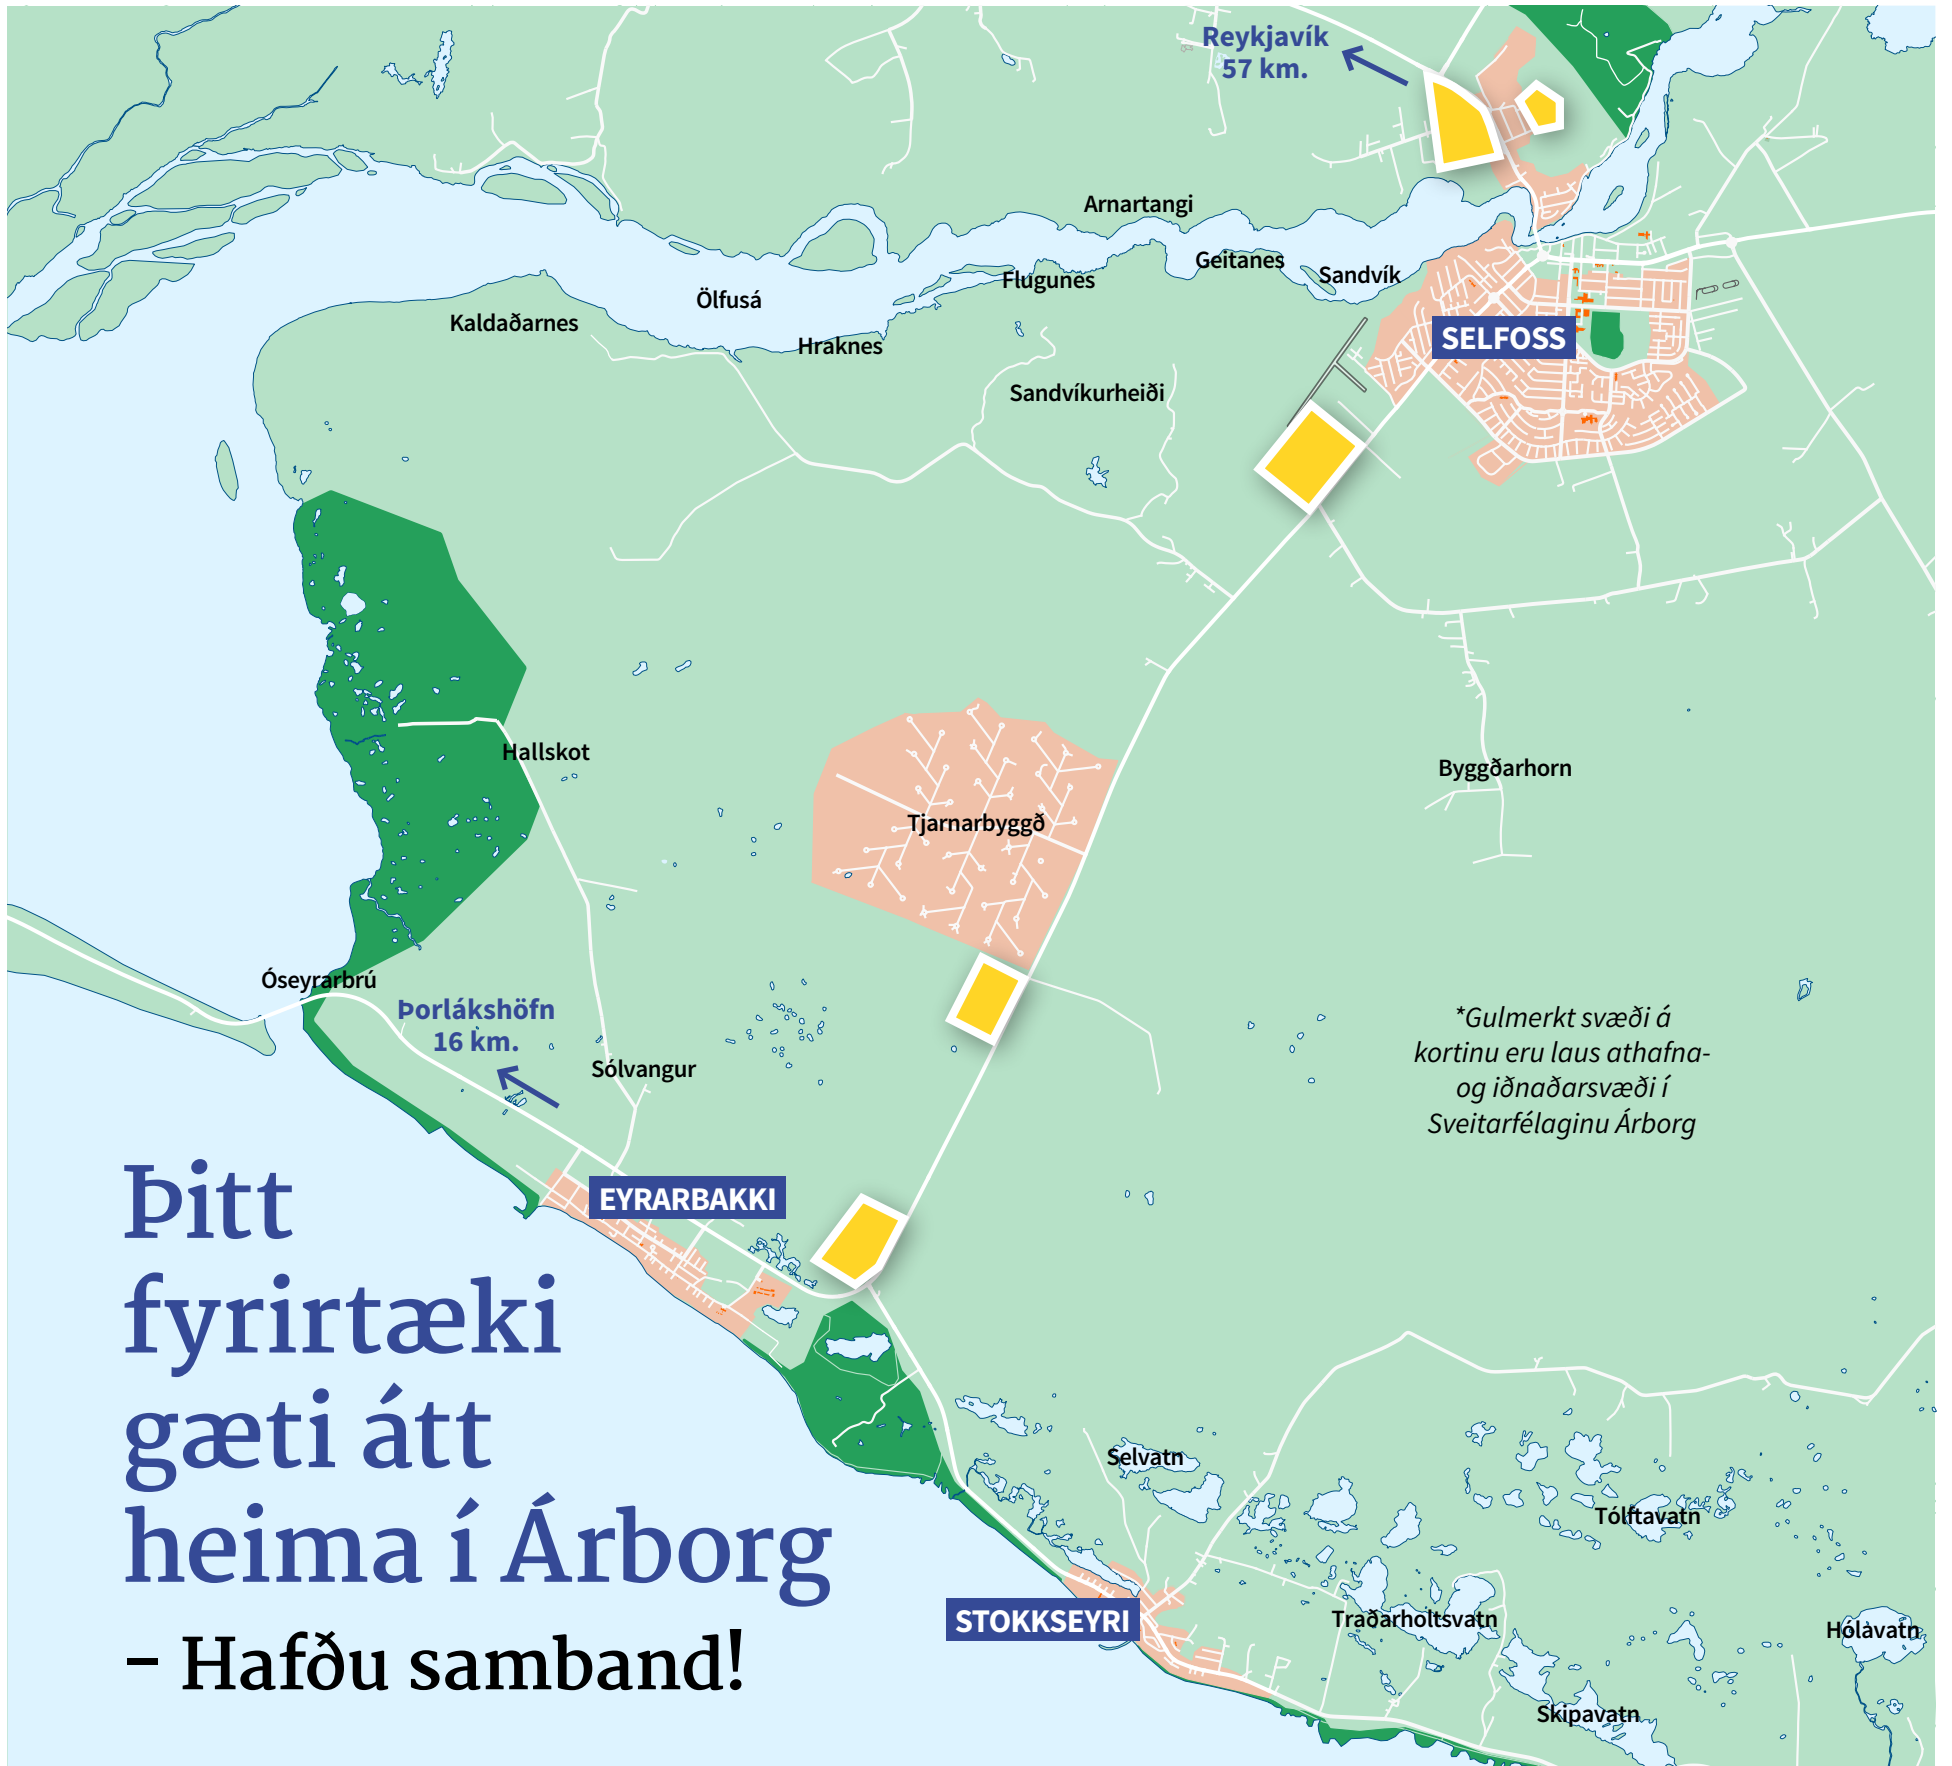 Reykjavík
57 km.
Arnartangi
Geitanes
Sandvík
Flugunes
Ölfusá
Kaldaðarnes
Hraknes
SELFOSS
Sandvíkurheiði
Hallskot
Byggðarhorn
Tjarnarbyggð
Óseyrarbrú
Þorlákshöfn
16 km.
Sólvangur
*Gulmerkt svæði á
kortinu eru laus athafna-
og iðnaðarsvæði í
Sveitarfélaginu Árborg
EYRARBAKKI
Þitt
fyrirtæki
gæti átt
heima í Árborg
– Hafðu samband!
Selvatn
Tólftavatn
STOKKSEYRI
Traðarholtsvatn
Hólavatn
Skipavatn